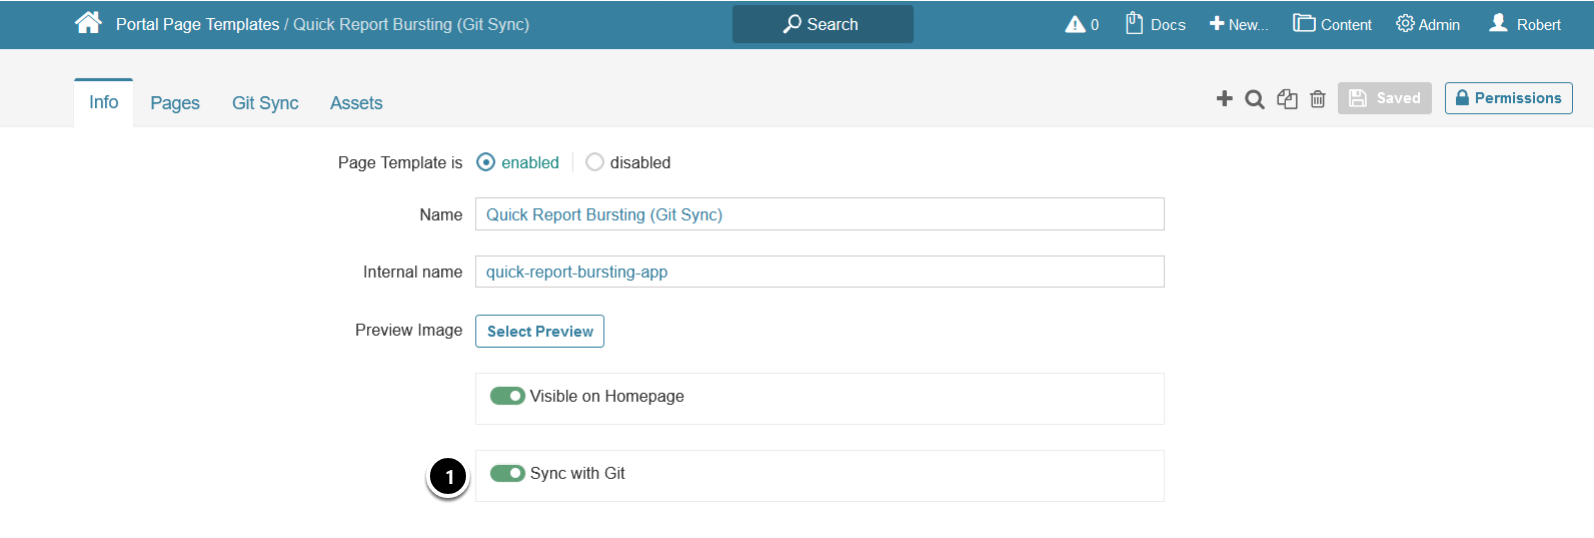 Portal Page Templates / Quick Report Bursting (Git Sync) Search 0 Docs New... Content Admin Robert
Info Pages Git Sync Assets Saved Permissions
Page Template is enabled disabled
Name Quick Report Bursting (Git Sync)
Internal name quick-report-bursting-app
Preview Image Select Preview
Visible on Homepage
1 Sync with Git